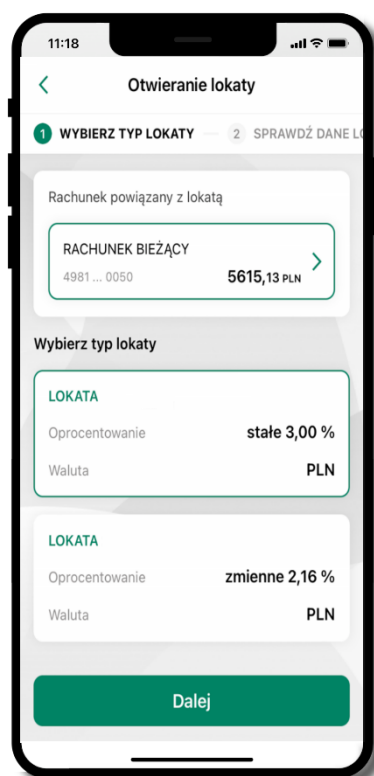 11:18
Otwieranie lokaty
1 WYBIERZ TYP LOKATY 2 SPRAWDŹ DANE LO
Rachunek powiązany z lokatą
RACHUNEK BIEŻĄCY
4981 ... 0050 5615,13 PLN
Wybierz typ lokaty
LOKATA
Oprocentowanie stałe 3,00 %
Waluta PLN
LOKATA
Oprocentowanie zmienne 2,16 %
Waluta PLN
Dalej